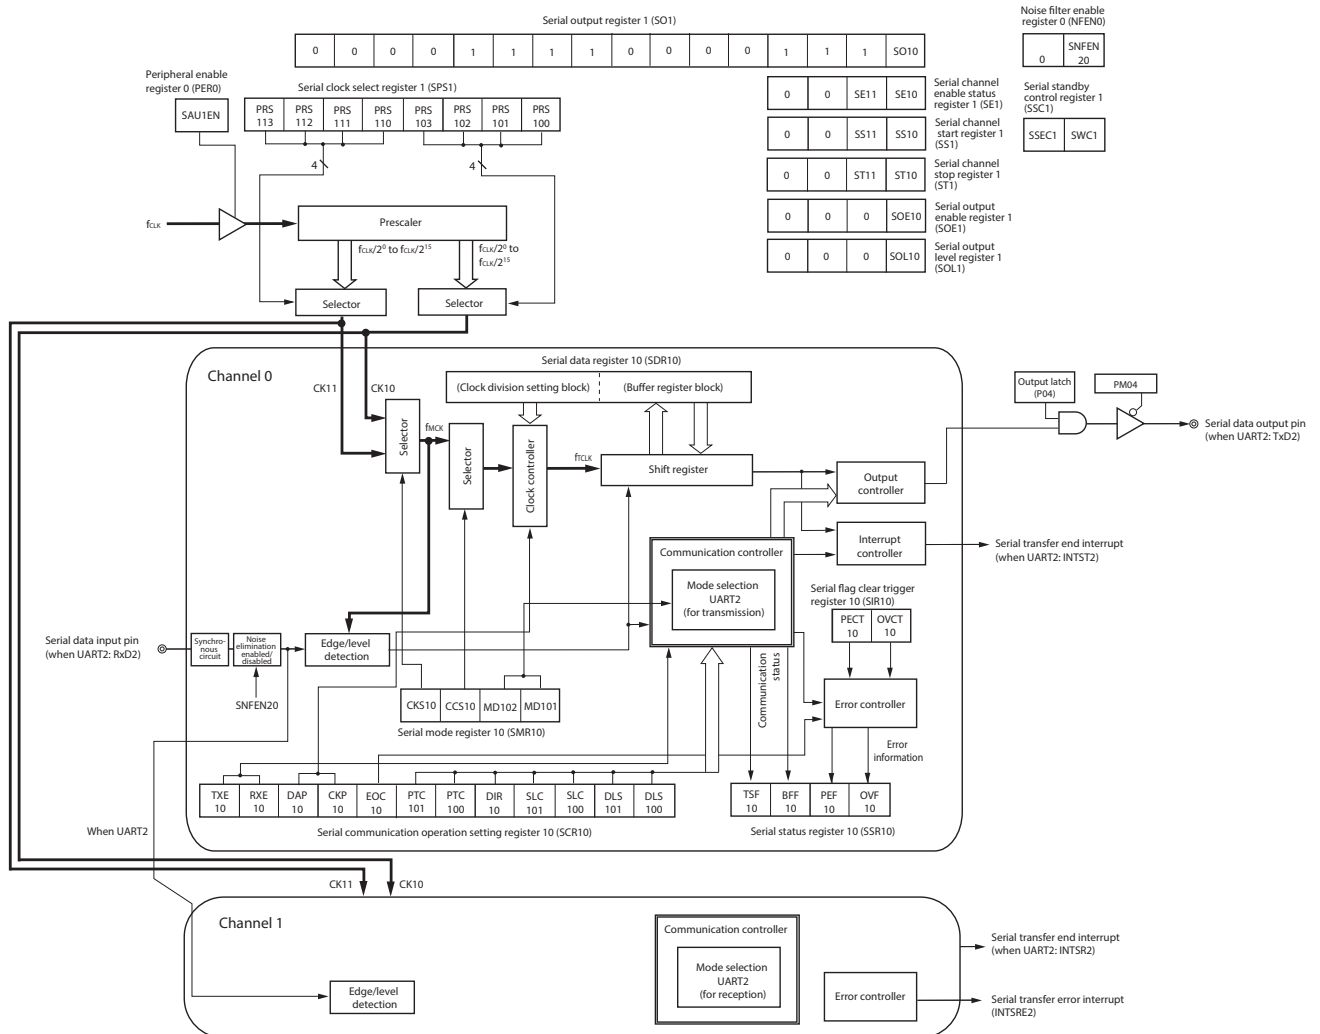 Serial output register 1 (SO1)
0 0 0 0 1 1 1 1 0 0 0 0 1 1 1 SO10
Noise filter enable
register 0 (NFEN0)
0 SNFEN
20
Peripheral enable
register 0 (PER0)
SAU1EN
Serial clock select register 1 (SPS1)
PRS
113
PRS
112
PRS
111
PRS
110
PRS
103
PRS
102
PRS
101
PRS
100
4
4
0 0 SE11 SE10
Serial channel
enable status
register 1 (SE1)
0 0 SS11 SS10
Serial channel
start register 1
(SS1)
0 0 ST11 ST10
Serial channel
stop register 1
(ST1)
0 0 0 SOE10
Serial output
enable register 1
(SOE1)
0 0 0 SOL10
Serial output
level register 1
(SOL1)
Serial standby
control register 1
(SSC1)
SSEC1 SWC1
fCLK
Prescaler
fCLK/2⁰ to fCLK/2¹⁵
fCLK/2⁰ to
fCLK/2¹⁵
Selector
Selector
Channel 0
CK11
CK10
Serial data register 10 (SDR10)
(Clock division setting block)
(Buffer register block)
Selector
fMCK
Selector
Clock controller
fTCLK
Shift register
Output
controller
Output latch
(P04)
PM04
Serial data output pin
(when UART2: TxD2)
Interrupt
controller
Serial transfer end interrupt
(when UART2: INTST2)
Communication controller
Mode selection
UART2
(for transmission)
Serial flag clear trigger
register 10 (SIR10)
PECT
10
OVCT
10
Serial data input pin
(when UART2: RxD2)
Synchro-
nous
circuit
Noise
elimination
enabled/
disabled
Edge/level
detection
SNFEN20
CKS10 CCS10 MD102 MD101
Serial mode register 10 (SMR10)
Communication
status
Error controller
Error
information
TXE
10
RXE
10
DAP
10
CKP
10
EOC
10
PTC
101
PTC
100
DIR
10
SLC
101
SLC
100
DLS
101
DLS
100
Serial communication operation setting register 10 (SCR10)
TSF
10
BFF
10
PEF
10
OVF
10
Serial status register 10 (SSR10)
When UART2
CK11
CK10
Channel 1
Communication controller
Mode selection
UART2
(for reception)
Edge/level
detection
Error controller
Serial transfer end interrupt
(when UART2: INTSR2)
Serial transfer error interrupt
(INTSRE2)